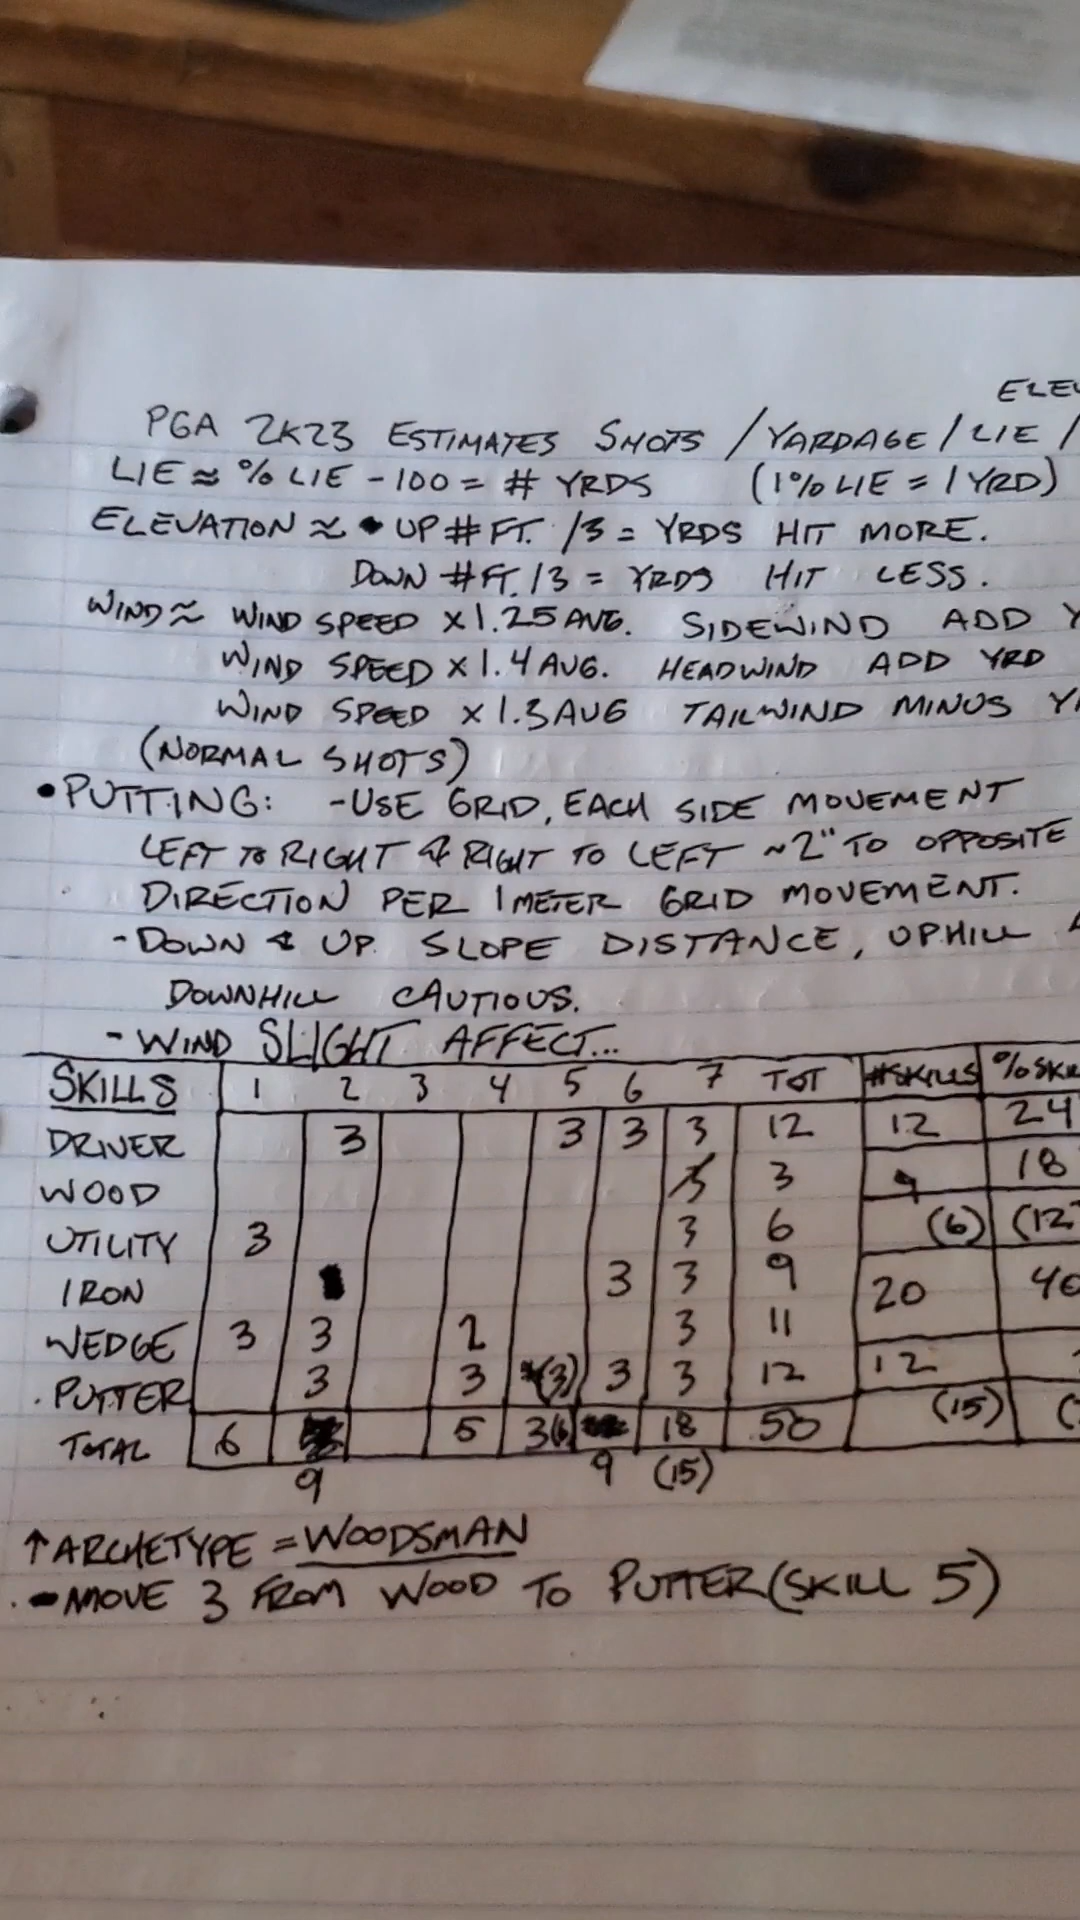 ELEV
PGA 2K23 ESTIMATES SHOTS / YARDAGE / LIE /
LIE ≈ % LIE - 100 = # YRDS (1% LIE = 1 YRD)
ELEVATION ≈ • UP # FT. /3 = YRDS HIT MORE.
DOWN # FT. /3 = YRDS HIT LESS.
WIND ≈ WIND SPEED X 1.25 AVG. SIDEWIND ADD Y
WIND SPEED X 1.4 AVG. HEADWIND ADD YRD
WIND SPEED X 1.3 AVG TAILWIND MINUS Y
(NORMAL SHOTS)
• PUTTING: - USE GRID, EACH SIDE MOVEMENT
LEFT TO RIGHT & RIGHT TO LEFT ~2" TO OPPOSITE
DIRECTION PER 1 METER GRID MOVEMENT.
- DOWN & UP SLOPE DISTANCE, UPHILL A
DOWNHILL CAUTIOUS.
- WIND SLIGHT AFFECT...
SKILLS 1 2 3 4 5 6 7 TOT #SKILLS %SKI
DRIVER 3 3 3 3 12 12 24
WOOD 3 3 9 18
UTILITY 3 3 6 (6) (12
IRON 3 3 9 20 40
WEDGE 3 3 2 3 11
PUTTER 3 3 (3) 3 3 12 12
TOTAL 6 5 3 18 50 (15)
9 9 (15)
↑ ARCHETYPE = WOODSMAN
- MOVE 3 FROM WOOD TO PUTTER (SKILL 5)